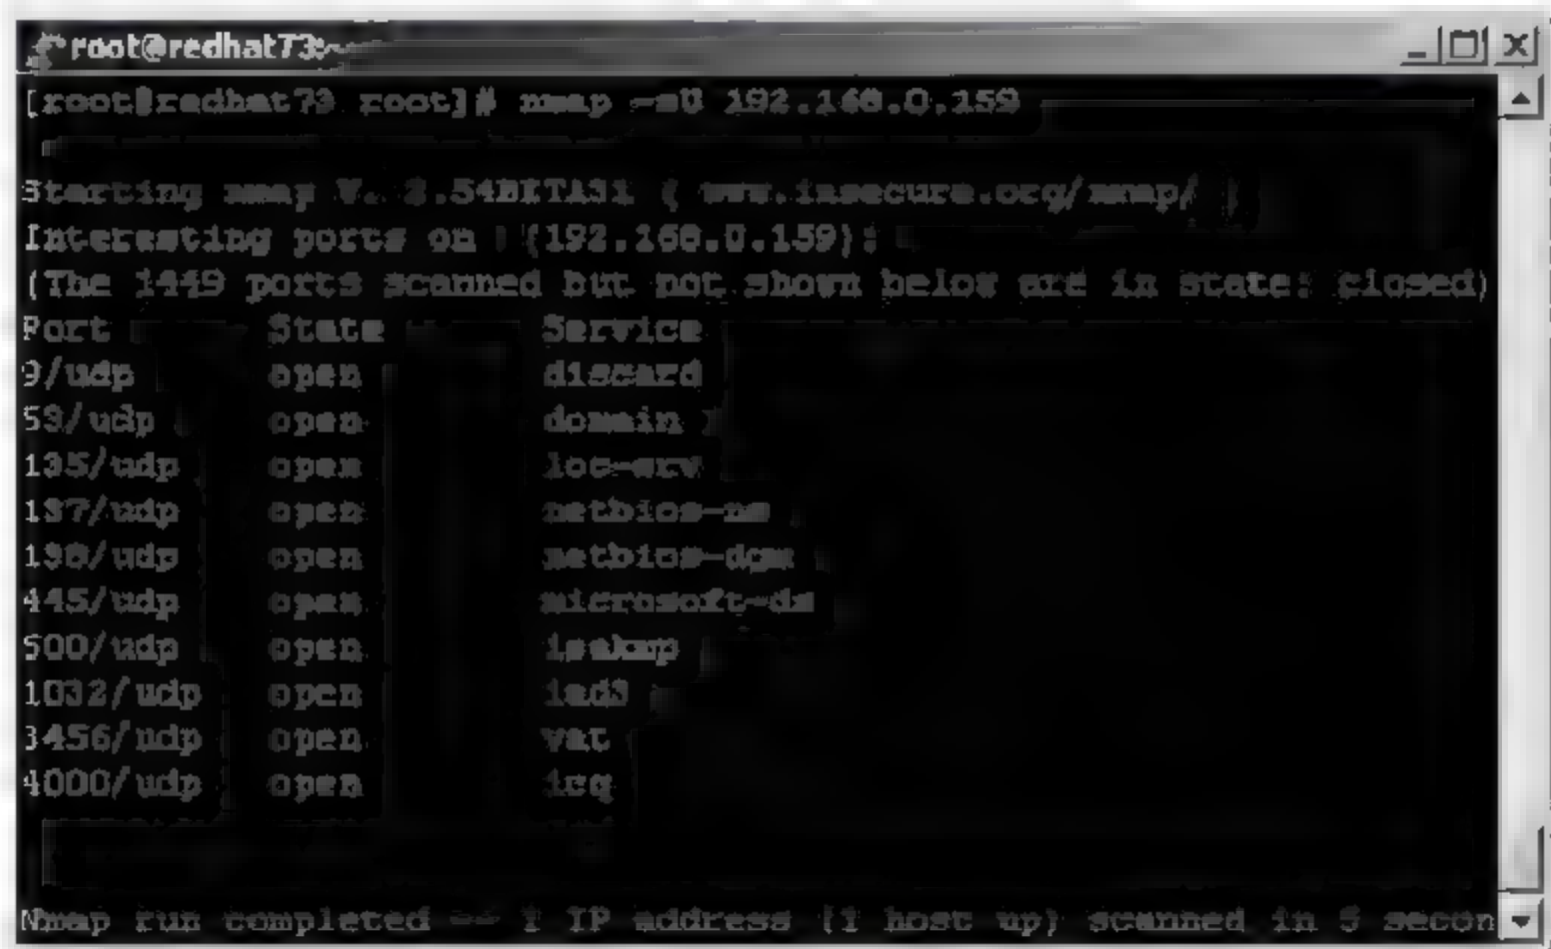 root@redhat73:~
[root@redhat73 root]# nmap -sU 192.168.0.159
Starting nmap V. 2.54BETA31 ( www.insecure.org/nmap/ )
Interesting ports on  (192.168.0.159):
(The 1449 ports scanned but not shown below are in state: closed)
Port State Service
9/udp open discard
53/udp open domain
135/udp open loc-srv
137/udp open netbios-ns
138/udp open netbios-dgm
445/udp open microsoft-ds
500/udp open isakmp
1032/udp open iad3
3456/udp open vat
4000/udp open icq
Nmap run completed -- 1 IP address (1 host up) scanned in 5 secon